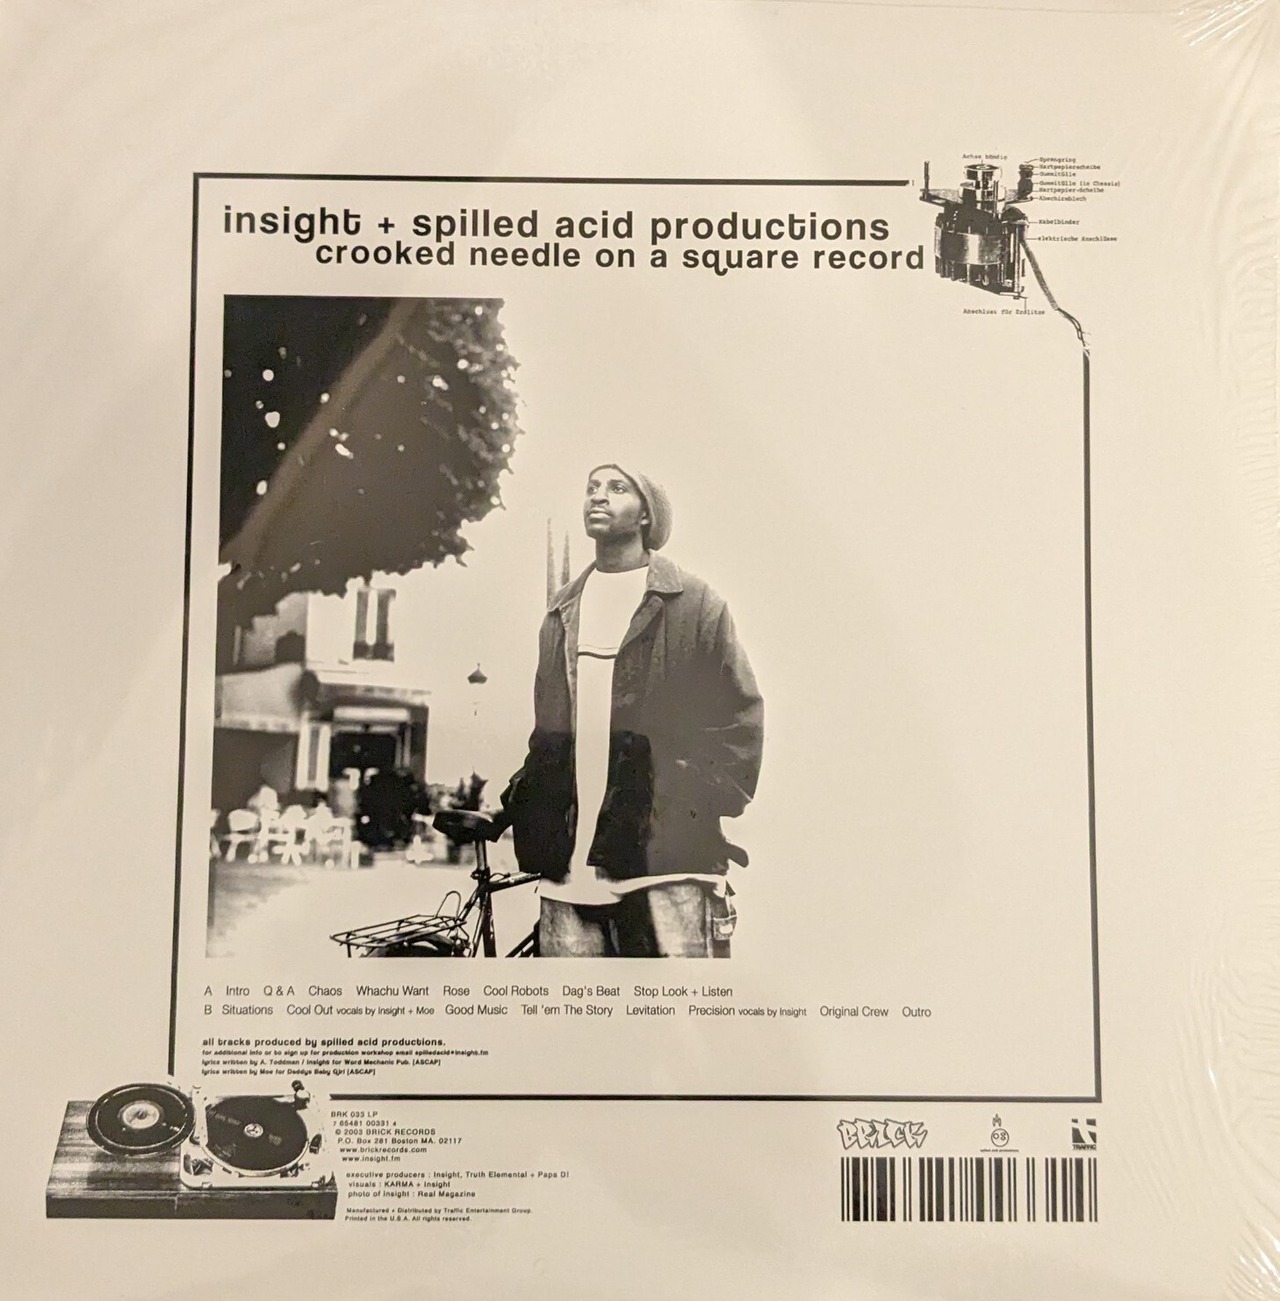 Achse bündig
Sprengring
Hartpapierscheibe
Gummitülle
Gummitülle (in Chassis)
Hartpapier-Scheibe
Abschirmblech
Kabelbinder
elektrische Anschlüsse
Anschluss für Erdlitze
insight + spilled acid productions
crooked needle on a square record
A Intro Q & A Chaos Whachu Want Rose Cool Robots Dag's Beat Stop Look + Listen
B Situations Cool Out vocals by Insight + Moe Good Music Tell 'em The Story Levitation Precision vocals by Insight Original Crew Outro
all tracks produced by spilled acid productions.
for additional info or to sign up for production workshop email spilledacid@insight.fm
lyrics written by A. Toddman / Insight for Word Mechanic Pub. [ASCAP]
lyrics written by Moe for Daddys Baby Girl [ASCAP]
BRK 033 LP
7 65481 00331 4
© 2003 BRICK RECORDS
P.O. Box 281 Boston MA. 02117
www.brickrecords.com
www.insight.fm
executive producers : Insight, Truth Elemental + Papa D!
visuals : KARMA + Insight
photo of Insight : Real Magazine
Manufactured + Distributed by Traffic Entertainment Group.
Printed in the U.S.A. All rights reserved.
BRICK
TRAFFIC